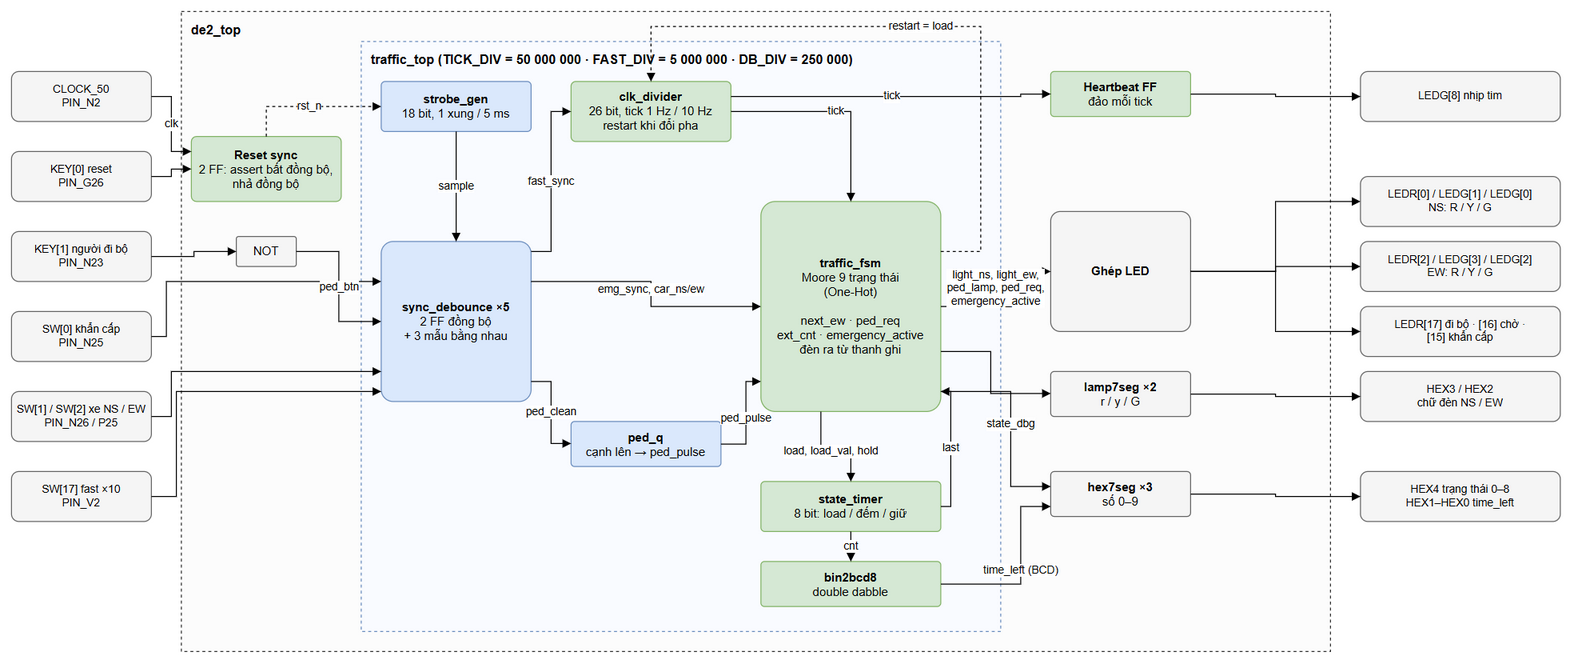 restart = load
de2_top
traffic_top (TICK_DIV = 50 000 000 · FAST_DIV = 5 000 000 · DB_DIV = 250 000)
CLOCK_50
PIN_N2
clk
KEY[0] reset
PIN_G26
KEY[1] người đi bộ
PIN_N23
SW[0] khẩn cấp
PIN_N25
SW[1] / SW[2] xe NS / EW
PIN_N26 / P25
SW[17] fast ×10
PIN_V2
Reset sync
2 FF: assert bất đồng bộ,
nhả đồng bộ
rst_n
NOT
ped_btn
strobe_gen
18 bit, 1 xung / 5 ms
sample
fast_sync
sync_debounce ×5
2 FF đồng bộ
+ 3 mẫu bằng nhau
clk_divider
26 bit, tick 1 Hz / 10 Hz
restart khi đổi pha
tick
tick
emg_sync, car_ns/ew
ped_clean
ped_q
cạnh lên → ped_pulse
ped_pulse
traffic_fsm
Moore 9 trạng thái
(One-Hot)
next_ew · ped_req
ext_cnt · emergency_active
đèn ra từ thanh ghi
load, load_val, hold
last
state_timer
8 bit: load / đếm / giữ
cnt
bin2bcd8
double dabble
light_ns, light_ew,
ped_lamp, ped_req,
emergency_active
state_dbg
time_left (BCD)
Heartbeat FF
đảo mỗi tick
Ghép LED
lamp7seg ×2
r / y / G
hex7seg ×3
số 0–9
LEDG[8] nhịp tim
LEDR[0] / LEDG[1] / LEDG[0]
NS: R / Y / G
LEDR[2] / LEDG[3] / LEDG[2]
EW: R / Y / G
LEDR[17] đi bộ · [16] chờ ·
[15] khẩn cấp
HEX3 / HEX2
chữ đèn NS / EW
HEX4 trạng thái 0–8
HEX1–HEX0 time_left